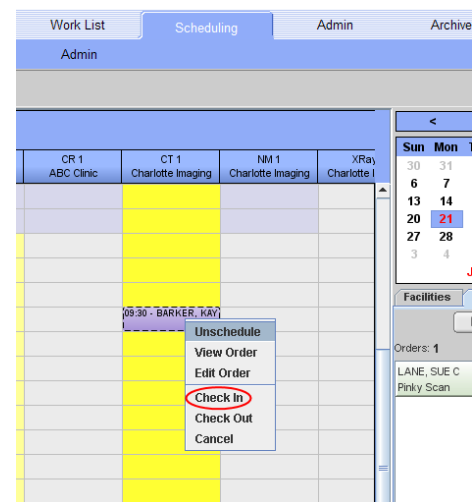 Work List Scheduling Admin Archive
Admin
<
CR 1 CT 1 NM 1 XRay
ABC Clinic Charlotte Imaging Charlotte Imaging Charlotte I
Sun Mon T
30 31
6 7
13 14
20 21
27 28
3 4
J
Facilities
09:30 - BARKER, KAY
Unschedule
View Order
Edit Order
Check In
Check Out
Cancel
Orders: 1
LANE, SUE C
Pinky Scan